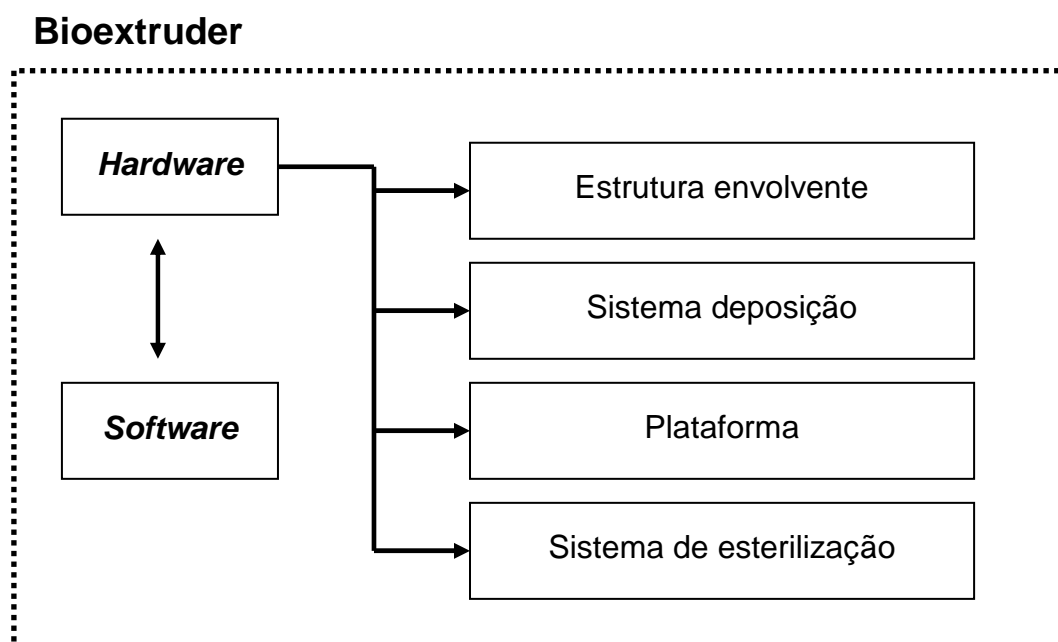 Bioextruder
Hardware
Estrutura envolvente
Sistema deposição
Software
Plataforma
Sistema de esterilização